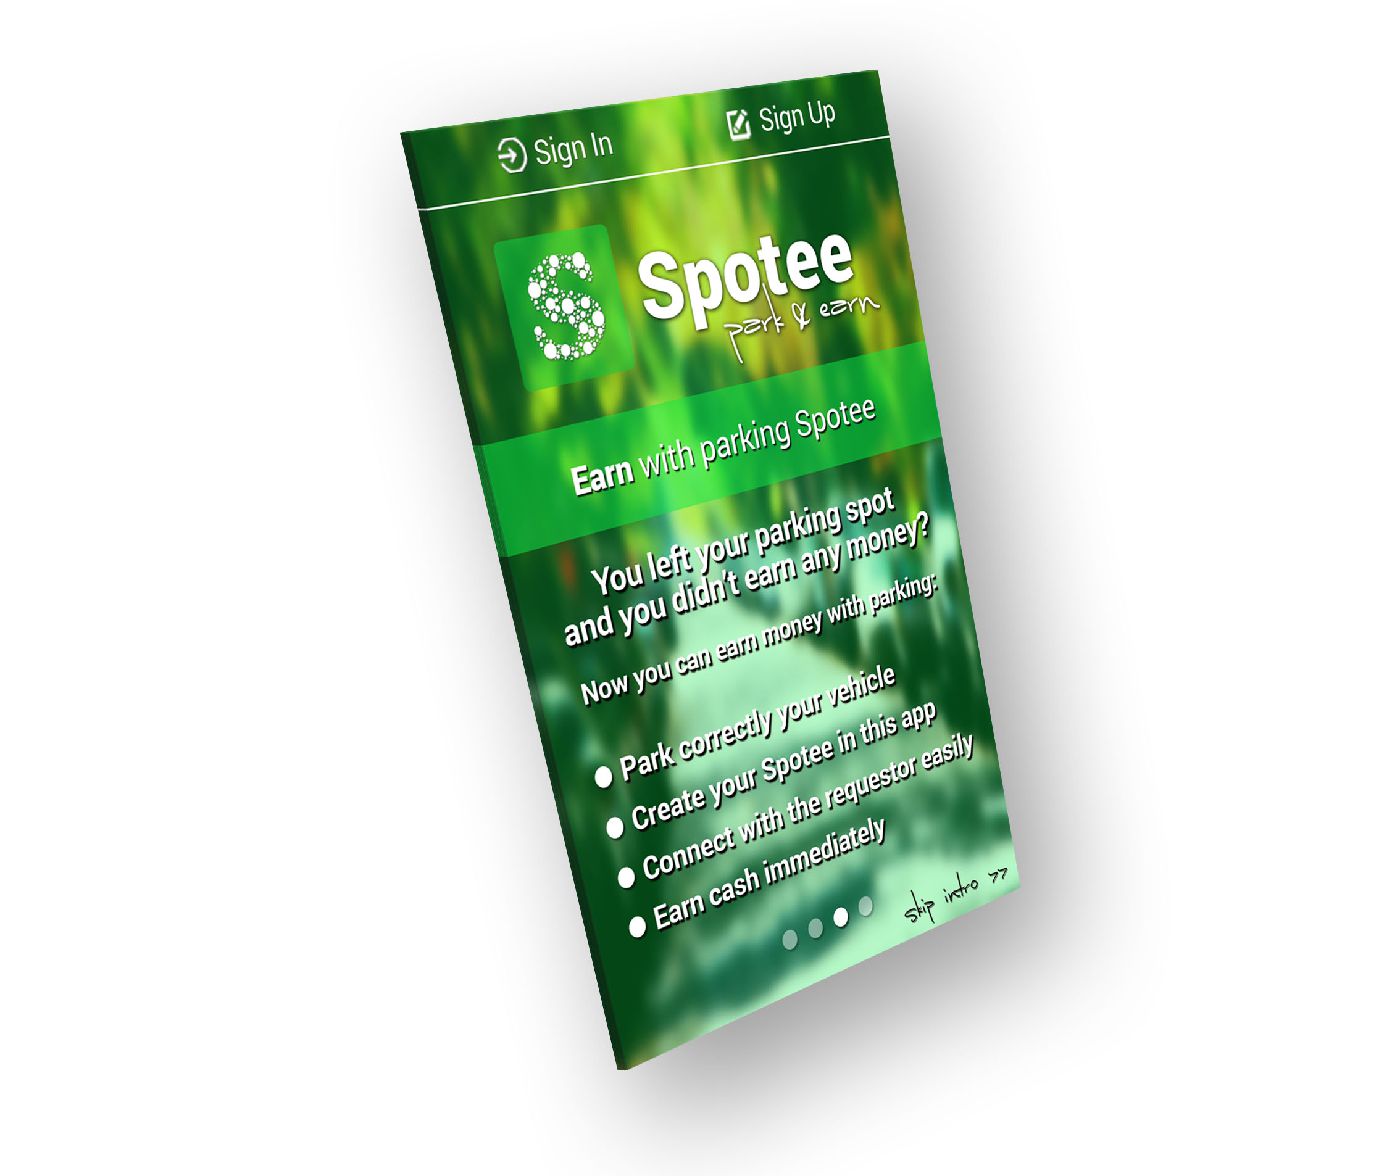 Sign In
Sign Up
S
Spotee
park & earn
Earn with parking Spotee
You left your parking spot
and you didn't earn any money?
Now you can earn money with parking:
Park correctly your vehicle
Create your Spotee in this app
Connect with the requestor easily
Earn cash immediately
skip intro >>